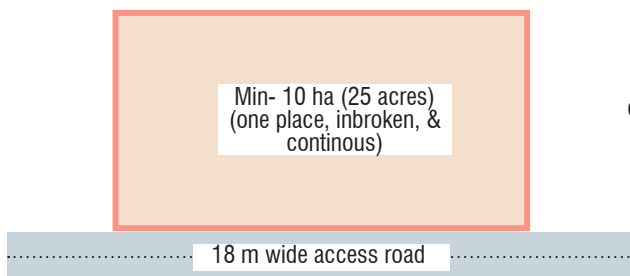 Min- 10 ha (25 acres)
(one place, inbroken, &
continous)
18 m wide access road